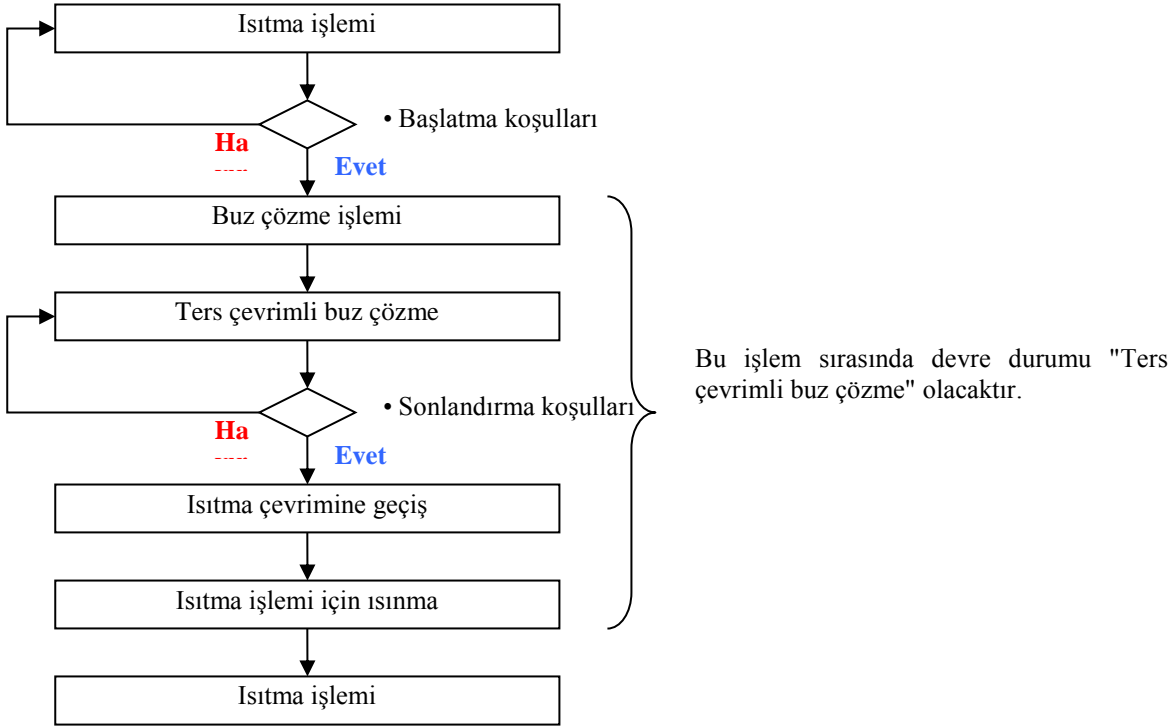 Isıtma işlemi
• Başlatma koşulları
Ha
Evet
Buz çözme işlemi
Ters çevrimli buz çözme
Bu işlem sırasında devre durumu "Ters
çevrimli buz çözme" olacaktır.
• Sonlandırma koşulları
Ha
Evet
Isıtma çevrimine geçiş
Isıtma işlemi için ısınma
Isıtma işlemi